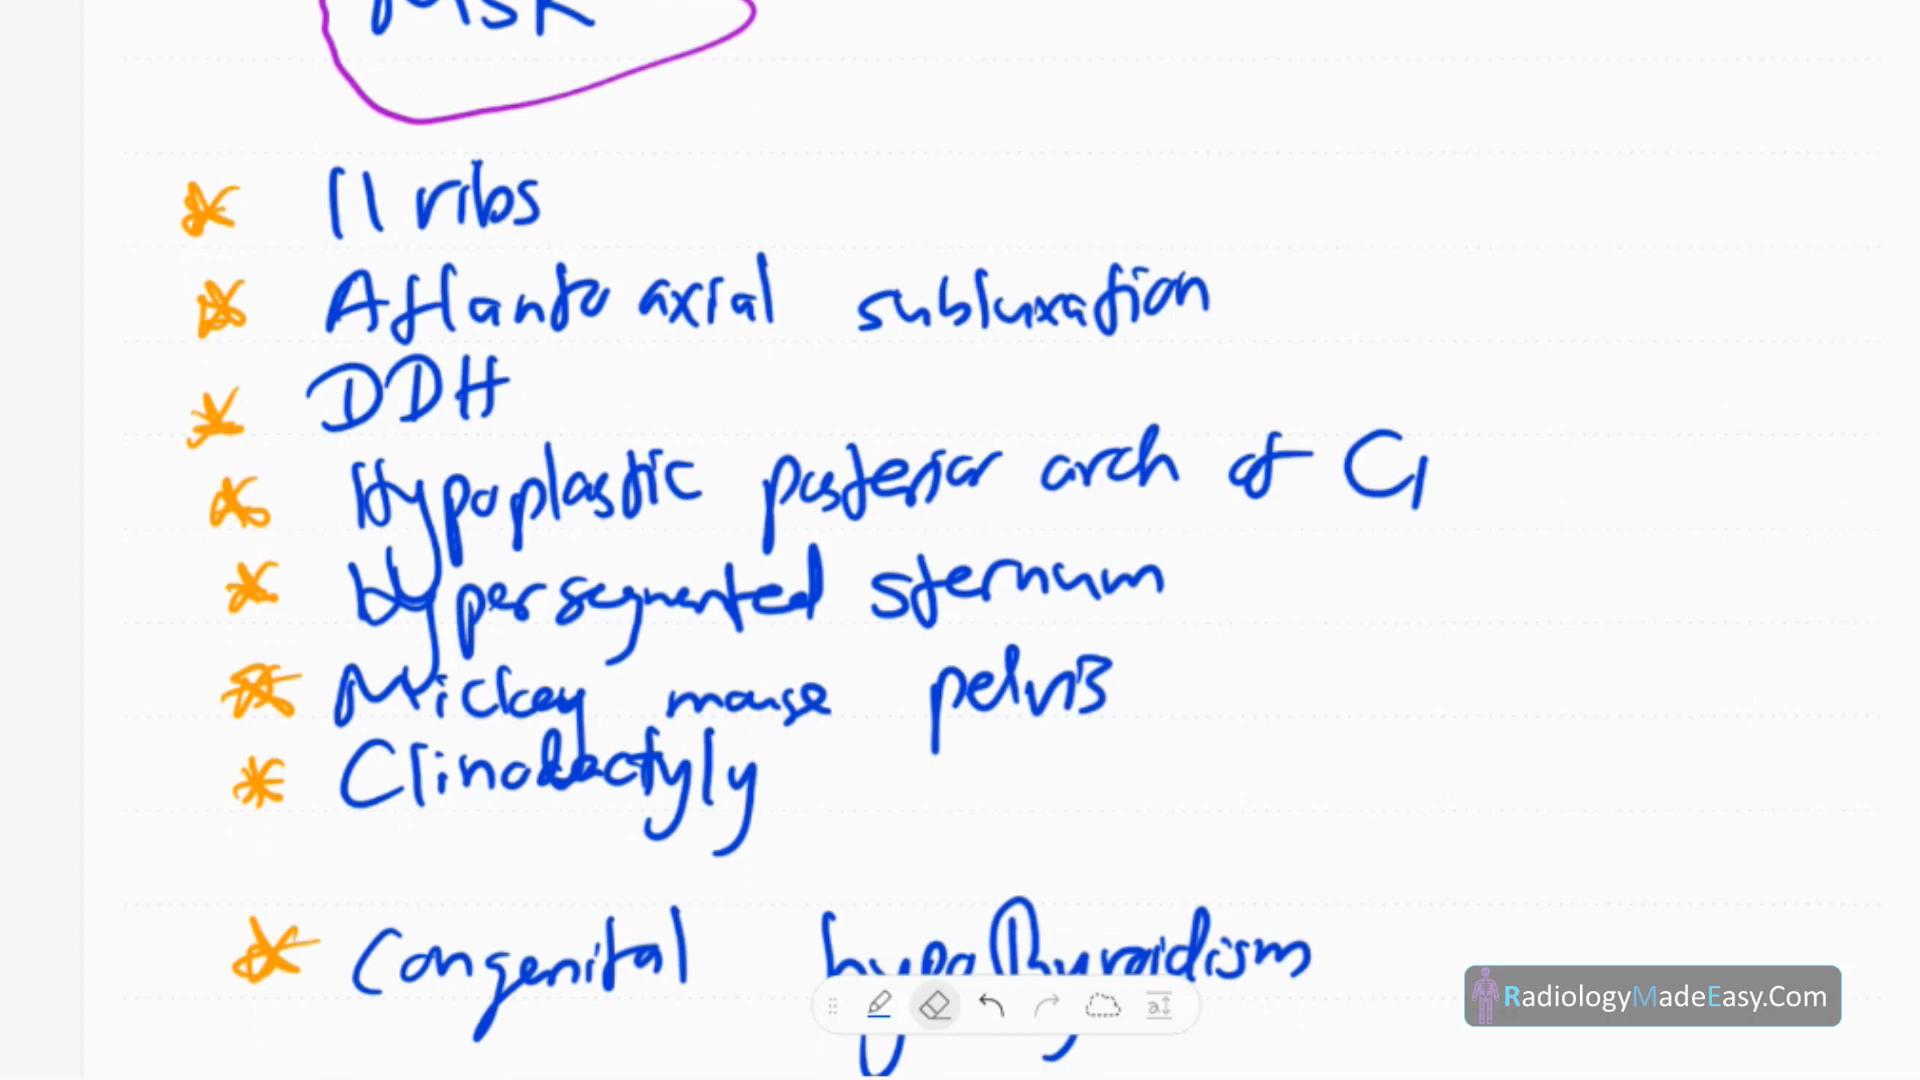 MSK
11 ribs
Atlanto axial subluxation
DDH
Hypoplastic posterior arch of C1
hypersegmented sternum
Mickey mouse pelvis
Clinodactyly
Congenital hypothyroidism
RadiologyMadeEasy.Com